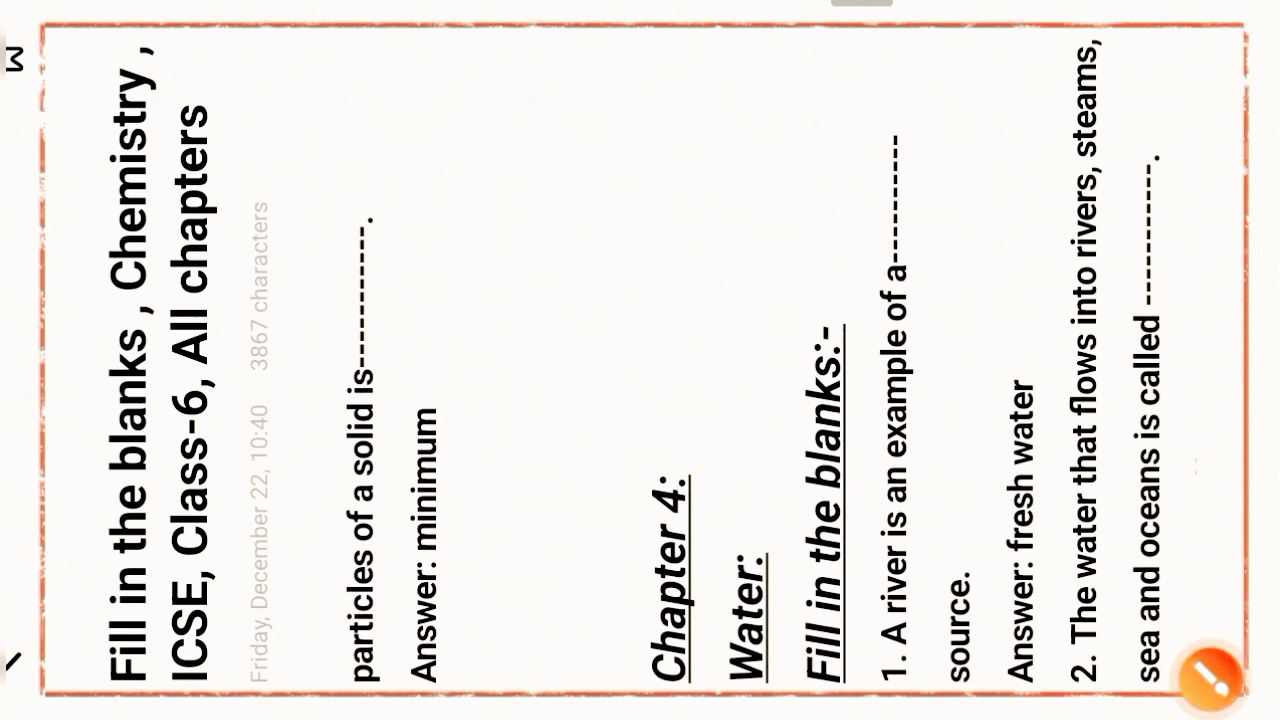 Fill in the blanks , Chemistry ,
ICSE, Class-6, All chapters
Friday, December 22, 10:40 3867 characters
particles of a solid is------------.
Answer: minimum
Chapter 4:
Water:
Fill in the blanks:-
1. A river is an example of a-----------
source.
Answer: fresh water
2. The water that flows into rivers, steams,
sea and oceans is called ------------.